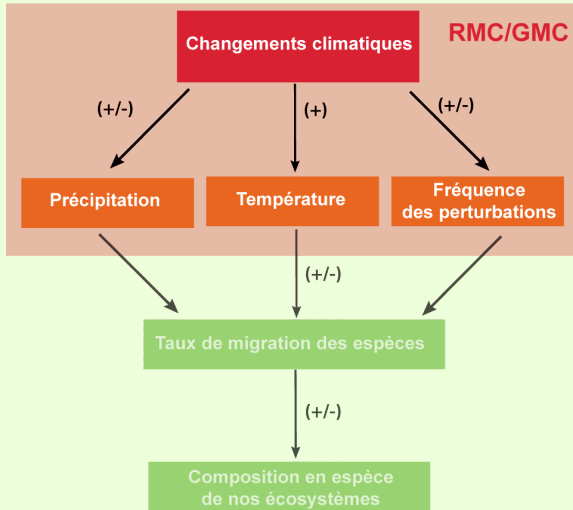 Changements climatiques
RMC/GMC
(+/-)
(+)
(+/-)
Précipitation
Température
Fréquence
des perturbations
(+/-)
Taux de migration des espèces
(+/-)
Composition en espèce
de nos écosystèmes